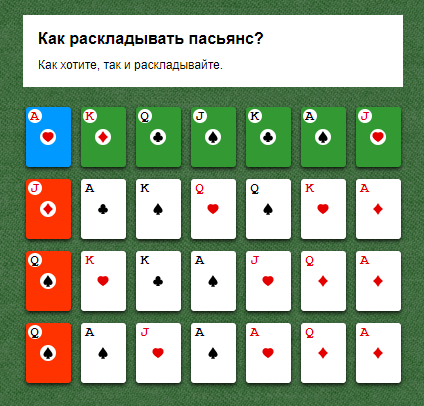 Как раскладывать пасьянс?
Как хотите, так и раскладывайте.
A K Q J K A J
J A K Q Q K A
Q K K A J Q A
Q A J A A Q A